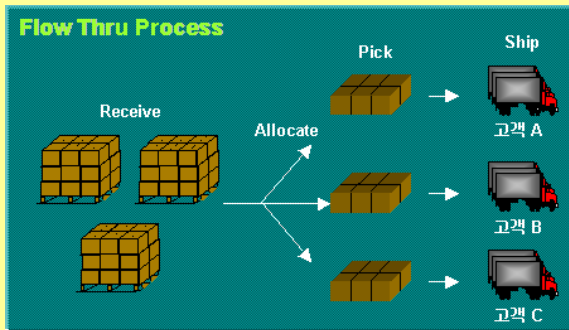 Flow Thru Process
Pick
Ship
Receive
Allocate
고객 A
고객 B
고객 C